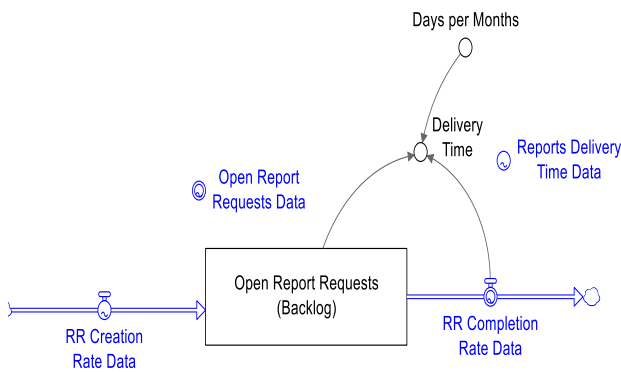 Days per Months
Delivery
Time
Reports Delivery
Time Data
Open Report
Requests Data
Open Report Requests
(Backlog)
RR Creation
Rate Data
RR Completion
Rate Data